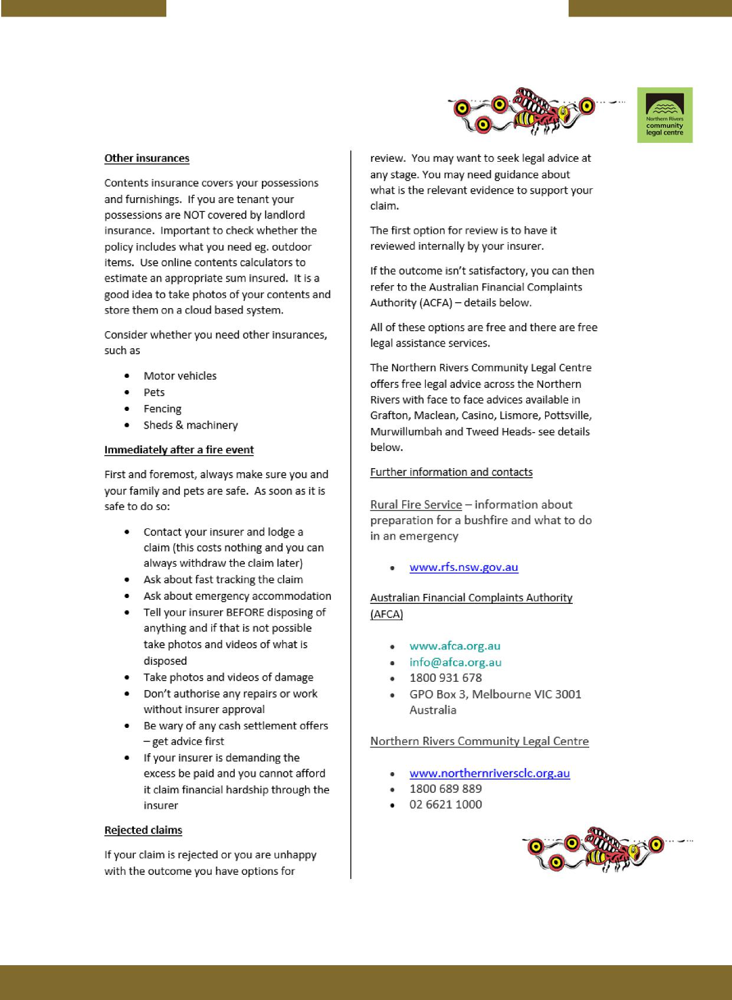 Northern Rivers
community
legal centre
Other insurances
Contents insurance covers your possessions
and furnishings.  If you are tenant your
possessions are NOT covered by landlord
insurance.  Important to check whether the
policy includes what you need eg. outdoor
items.  Use online contents calculators to
estimate an appropriate sum insured.  It is a
good idea to take photos of your contents and
store them on a cloud based system.
Consider whether you need other insurances,
such as
• Motor vehicles
• Pets
• Fencing
• Sheds & machinery
Immediately after a fire event
First and foremost, always make sure you and
your family and pets are safe.  As soon as it is
safe to do so:
• Contact your insurer and lodge a
claim (this costs nothing and you can
always withdraw the claim later)
• Ask about fast tracking the claim
• Ask about emergency accommodation
• Tell your insurer BEFORE disposing of
anything and if that is not possible
take photos and videos of what is
disposed
• Take photos and videos of damage
• Don’t authorise any repairs or work
without insurer approval
• Be wary of any cash settlement offers
– get advice first
• If your insurer is demanding the
excess be paid and you cannot afford
it claim financial hardship through the
insurer
Rejected claims
If your claim is rejected or you are unhappy
with the outcome you have options for
review.  You may want to seek legal advice at
any stage. You may need guidance about
what is the relevant evidence to support your
claim.
The first option for review is to have it
reviewed internally by your insurer.
If the outcome isn’t satisfactory, you can then
refer to the Australian Financial Complaints
Authority (ACFA) – details below.
All of these options are free and there are free
legal assistance services.
The Northern Rivers Community Legal Centre
offers free legal advice across the Northern
Rivers with face to face advices available in
Grafton, Maclean, Casino, Lismore, Pottsville,
Murwillumbah and Tweed Heads- see details
below.
Further information and contacts
Rural Fire Service – information about
preparation for a bushfire and what to do
in an emergency
• www.rfs.nsw.gov.au
Australian Financial Complaints Authority
(AFCA)
• www.afca.org.au
• info@afca.org.au
• 1800 931 678
• GPO Box 3, Melbourne VIC 3001
Australia
Northern Rivers Community Legal Centre
• www.northernriversclc.org.au
• 1800 689 889
• 02 6621 1000